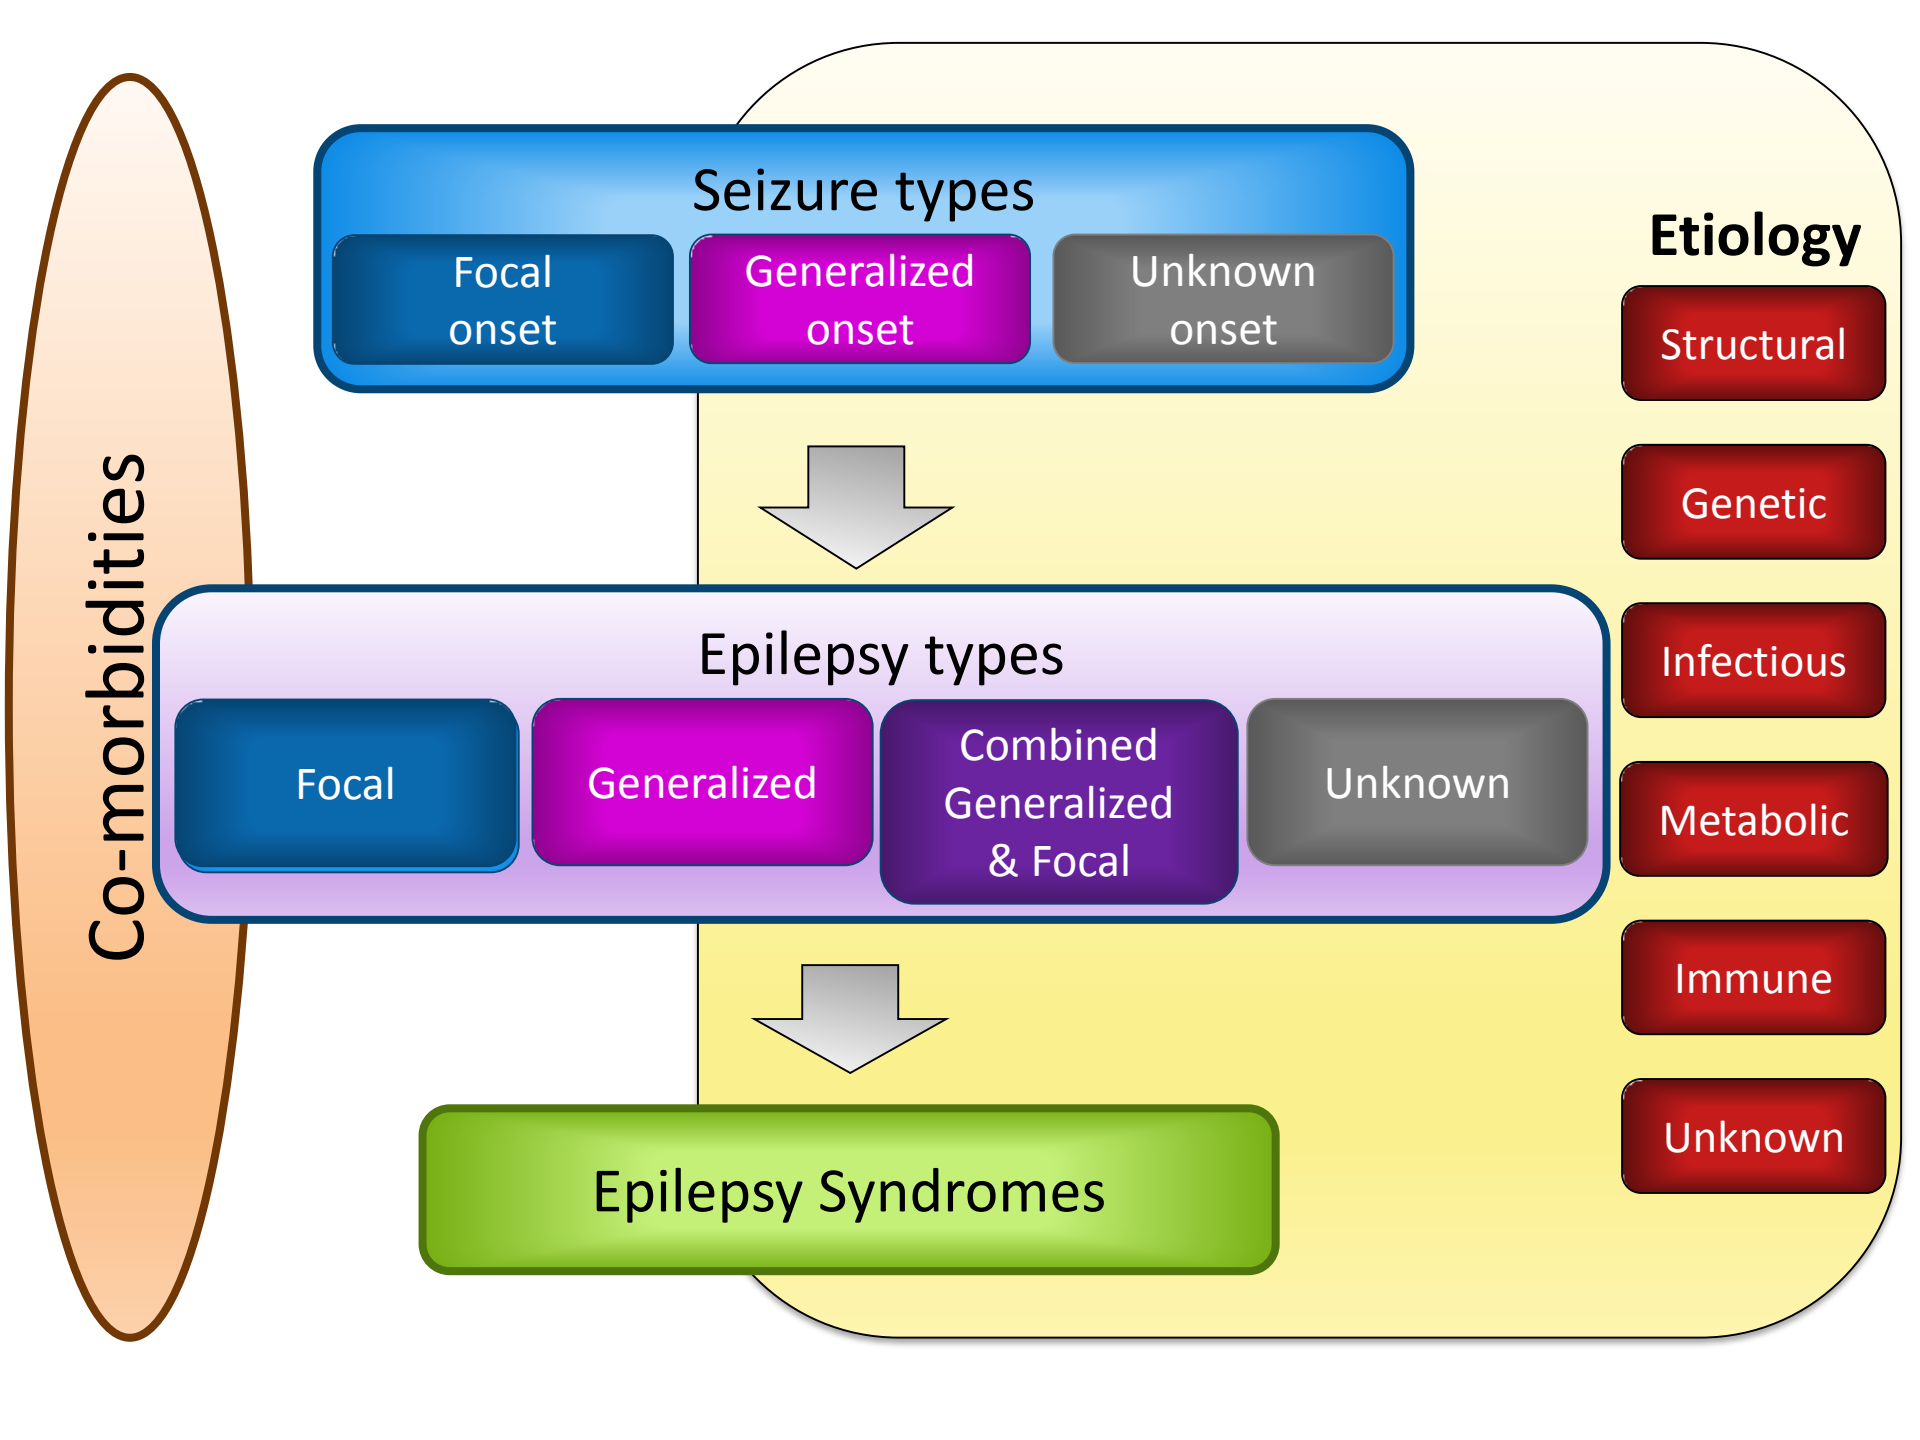 Co-morbidities
Seizure types
Focal
onset
Generalized
onset
Unknown
onset
Epilepsy types
Focal
Generalized
Combined
Generalized
& Focal
Unknown
Epilepsy Syndromes
Etiology
Structural
Genetic
Infectious
Metabolic
Immune
Unknown